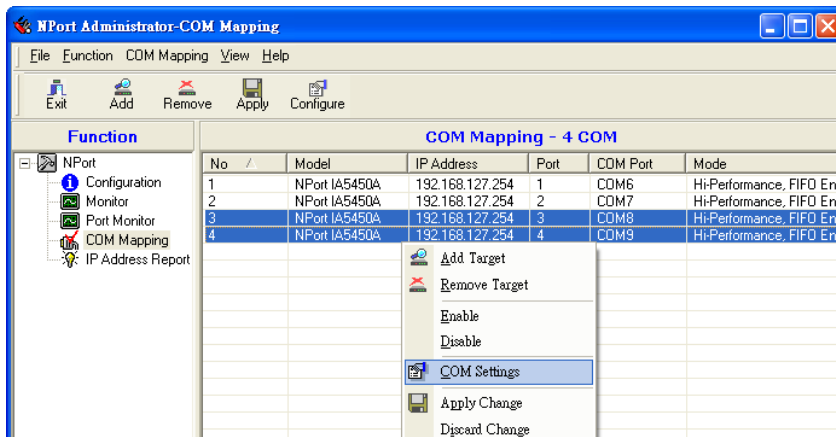 NPort Administrator-COM Mapping
File Function COM Mapping View Help
Exit Add Remove Apply Configure
Function
COM Mapping - 4 COM
NPort
Configuration
Monitor
Port Monitor
COM Mapping
IP Address Report
No Model IP Address Port COM Port Mode
1 NPort IA5450A 192.168.127.254 1 COM6 Hi-Performance, FIFO En
2 NPort IA5450A 192.168.127.254 2 COM7 Hi-Performance, FIFO En
3 NPort IA5450A 192.168.127.254 3 COM8 Hi-Performance, FIFO En
4 NPort IA5450A 192.168.127.254 4 COM9 Hi-Performance, FIFO En
Add Target
Remove Target
Enable
Disable
COM Settings
Apply Change
Discard Change